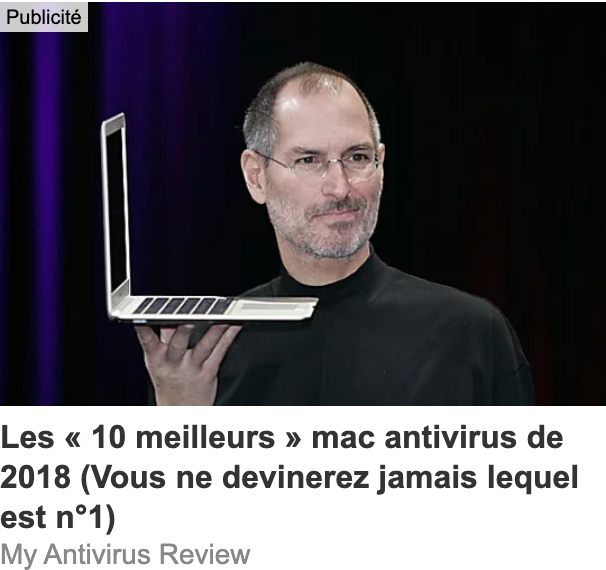 Publicité
Les « 10 meilleurs » mac antivirus de
2018 (Vous ne devinerez jamais lequel
est n°1)
My Antivirus Review